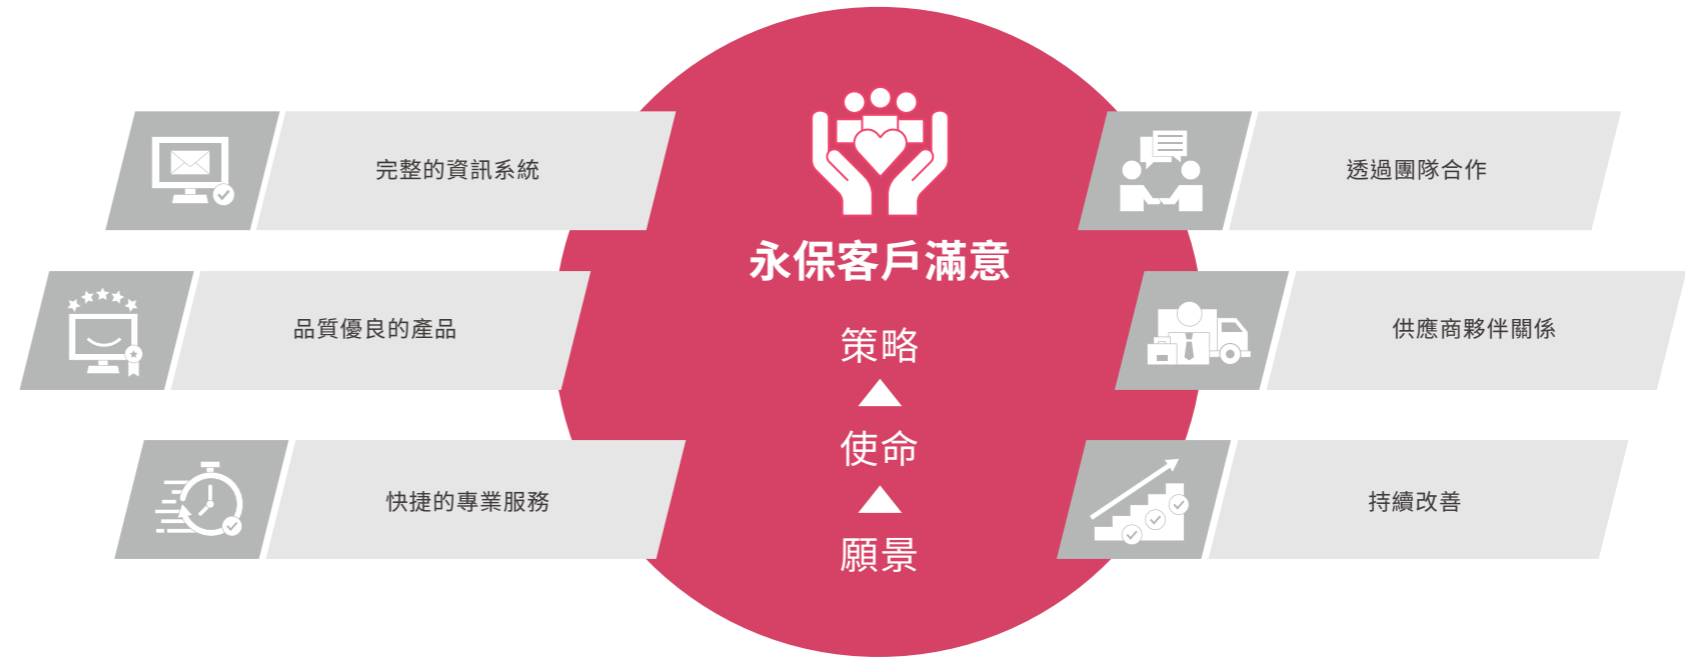 完整的資訊系統
品質優良的產品
快捷的專業服務
永保客戶滿意
策略
使命
願景
透過團隊合作
供應商夥伴關係
持續改善